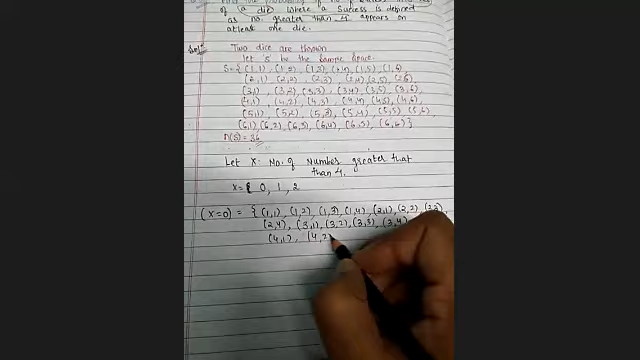 of (a die) where a Success is defined
as no. greater than 4 appears on
atleast one die.
Solⁿ Two dice are thrown
let 's' be the Sample Space.
S = { (1,1) (1,2) (1,3) (1,4) (1,5) (1,6)
(2,1) (2,2) (2,3) (2,4) (2,5) (2,6)
(3,1) (3,2) (3,3) (3,4) (3,5) (3,6)
(4,1) (4,2) (4,3) (4,4) (4,5) (4,6)
(5,1) (5,2) (5,3) (5,4) (5,5) (5,6)
(6,1) (6,2) (6,3) (6,4) (6,5) (6,6) }
n(s) = 36
Let X: No. of Number greater that
than 4.
X = { 0, 1, 2
(X=0) = { (1,1), (1,2), (1,3), (1,4), (2,1), (2,2) (2,3)
(2,4), (3,1), (3,2), (3,3), (3,4)
(4,1), (4,2)